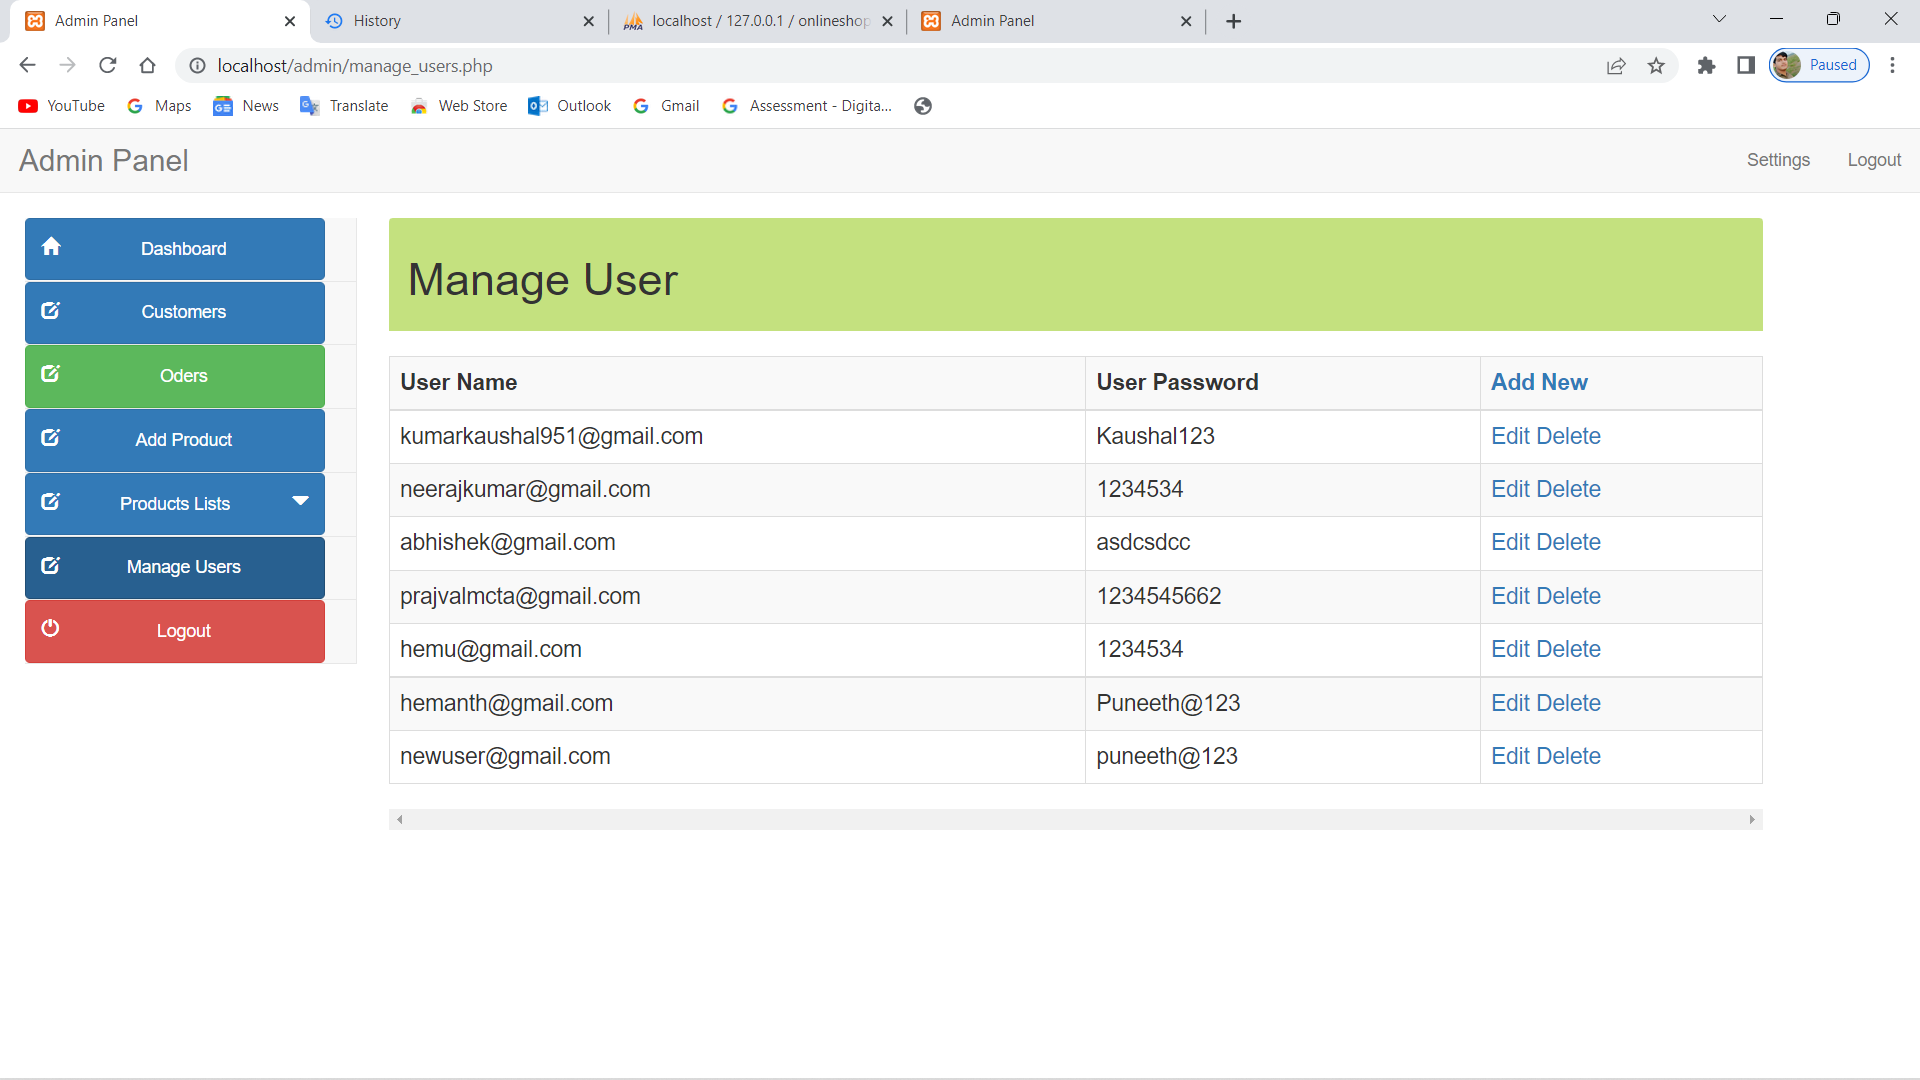 Admin Panel
History
localhost / 127.0.0.1 / onlineshop
Admin Panel
localhost/admin/manage_users.php
Paused
YouTube
Maps
News
Translate
Web Store
Outlook
Gmail
Assessment - Digita...
Admin Panel
Settings
Logout
Dashboard
Customers
Oders
Add Product
Products Lists
Manage Users
Logout
Manage User
User Name User Password Add New
kumarkaushal951@gmail.com Kaushal123 Edit Delete
neerajkumar@gmail.com 1234534 Edit Delete
abhishek@gmail.com asdcsdcc Edit Delete
prajvalmcta@gmail.com 1234545662 Edit Delete
hemu@gmail.com 1234534 Edit Delete
hemanth@gmail.com Puneeth@123 Edit Delete
newuser@gmail.com puneeth@123 Edit Delete